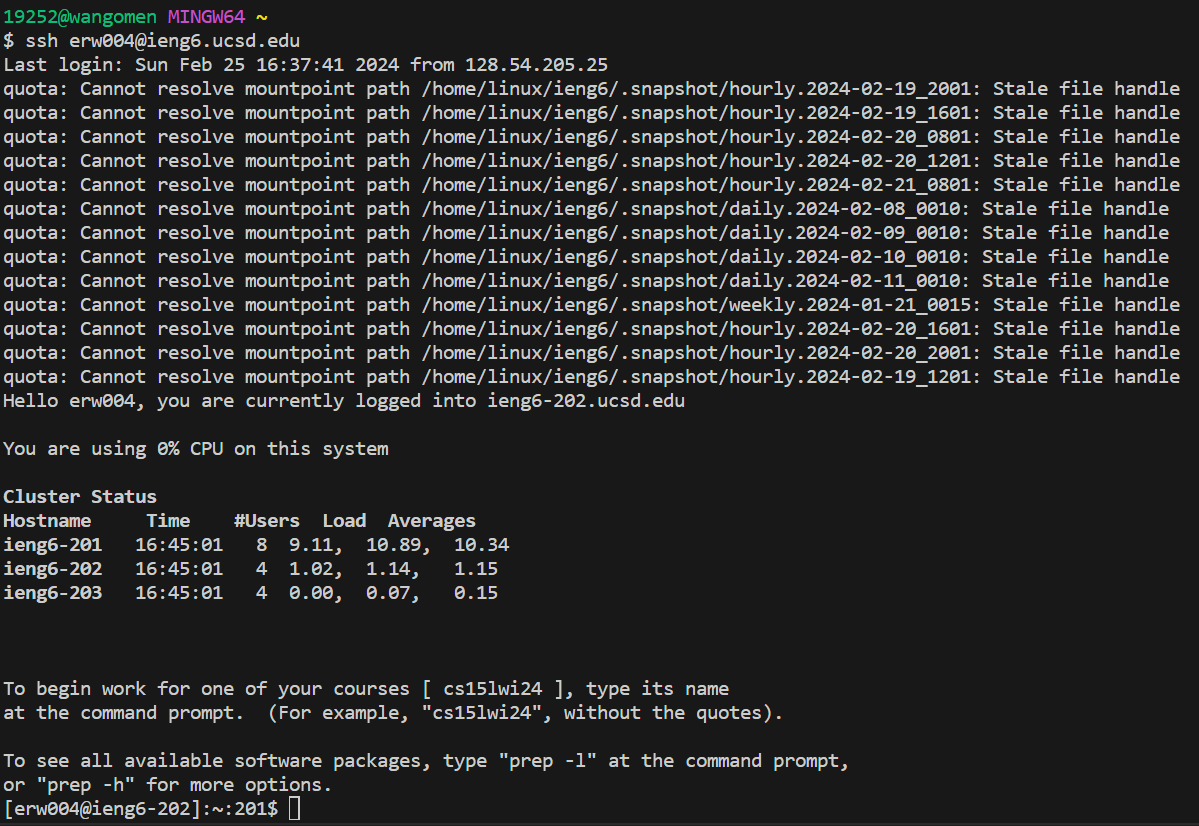 19252@wangomen MINGW64 ~
$ ssh erw004@ieng6.ucsd.edu
Last login: Sun Feb 25 16:37:41 2024 from 128.54.205.25
quota: Cannot resolve mountpoint path /home/linux/ieng6/.snapshot/hourly.2024-02-19_2001: Stale file handle
quota: Cannot resolve mountpoint path /home/linux/ieng6/.snapshot/hourly.2024-02-19_1601: Stale file handle
quota: Cannot resolve mountpoint path /home/linux/ieng6/.snapshot/hourly.2024-02-20_0801: Stale file handle
quota: Cannot resolve mountpoint path /home/linux/ieng6/.snapshot/hourly.2024-02-20_1201: Stale file handle
quota: Cannot resolve mountpoint path /home/linux/ieng6/.snapshot/hourly.2024-02-21_0801: Stale file handle
quota: Cannot resolve mountpoint path /home/linux/ieng6/.snapshot/daily.2024-02-08_0010: Stale file handle
quota: Cannot resolve mountpoint path /home/linux/ieng6/.snapshot/daily.2024-02-09_0010: Stale file handle
quota: Cannot resolve mountpoint path /home/linux/ieng6/.snapshot/daily.2024-02-10_0010: Stale file handle
quota: Cannot resolve mountpoint path /home/linux/ieng6/.snapshot/daily.2024-02-11_0010: Stale file handle
quota: Cannot resolve mountpoint path /home/linux/ieng6/.snapshot/weekly.2024-01-21_0015: Stale file handle
quota: Cannot resolve mountpoint path /home/linux/ieng6/.snapshot/hourly.2024-02-20_1601: Stale file handle
quota: Cannot resolve mountpoint path /home/linux/ieng6/.snapshot/hourly.2024-02-20_2001: Stale file handle
quota: Cannot resolve mountpoint path /home/linux/ieng6/.snapshot/hourly.2024-02-19_1201: Stale file handle
Hello erw004, you are currently logged into ieng6-202.ucsd.edu

You are using 0% CPU on this system

Cluster Status
Hostname     Time    #Users  Load  Averages
ieng6-201   16:45:01   8  9.11,  10.89,  10.34
ieng6-202   16:45:01   4  1.02,  1.14,   1.15
ieng6-203   16:45:01   4  0.00,  0.07,   0.15

To begin work for one of your courses [ cs15lwi24 ], type its name
at the command prompt.  (For example, "cs15lwi24", without the quotes).

To see all available software packages, type "prep -l" at the command prompt,
or "prep -h" for more options.
[erw004@ieng6-202]:~:201$